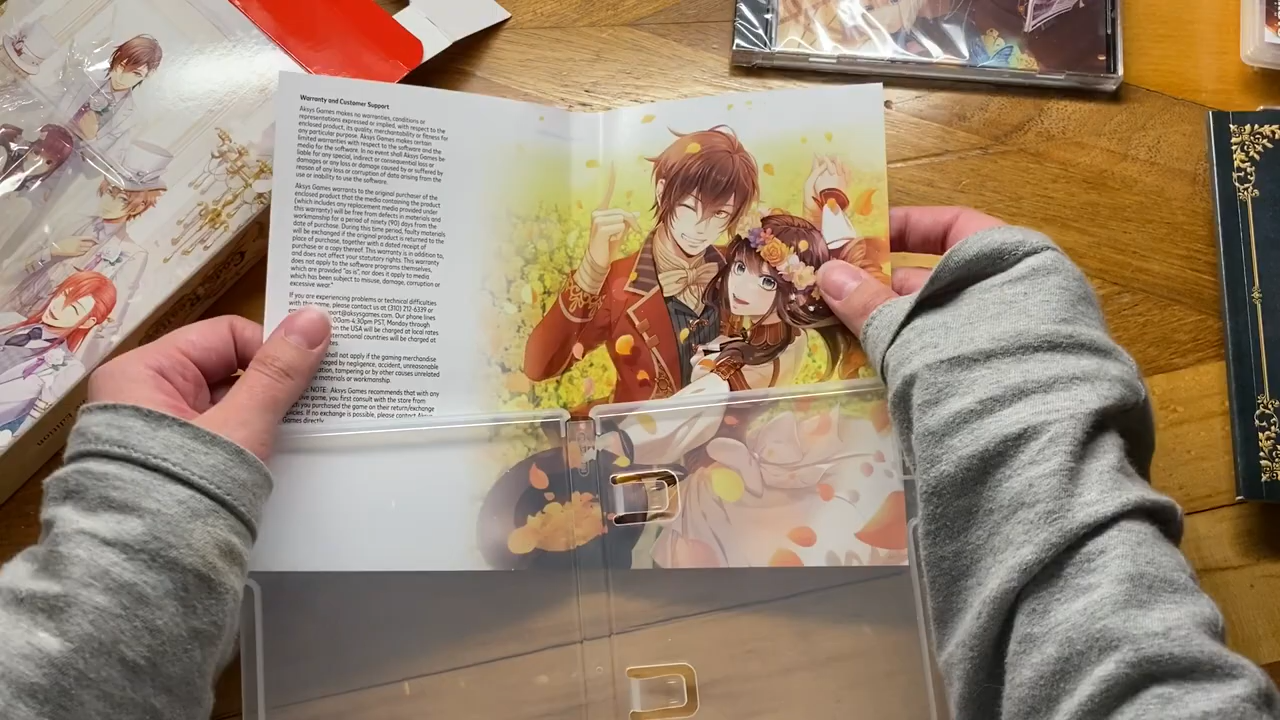 Warranty and Customer Support
Aksys Games makes no warranties, conditions or
representations expressed or implied, with respect to the
enclosed product, its quality, merchantability or fitness for
any particular purpose. Aksys Games makes certain
limited warranties with respect to the software and the
media for the software. In no event shall Aksys Games be
liable for any special, indirect or consequential loss or
damages or any loss or damage caused by or suffered by
reason of any loss or corruption of data arising from the
use or inability to use the software.
Aksys Games warrants to the original purchaser of the
enclosed product that the media containing the product
(which includes any replacement media provided under
this warranty) will be free from defects in materials and
workmanship for a period of ninety (90) days from the
date of purchase. During this time period, faulty materials
will be exchanged if the original product is returned to the
place of purchase, together with a dated receipt of
purchase or a copy thereof. This warranty is in addition to,
and does not affect your statutory rights. This warranty
does not apply to the software programs themselves,
which are provided "as is", nor does it apply to media
which has been subject to misuse, damage, corruption or
excessive wear.*
If you are experiencing problems or technical difficulties
with this game, please contact us at (310) 212-6339 or
port@aksysgames.com. Our phone lines
00am-4:30pm PST, Monday through
in the USA will be charged at local rates
ternational countries will be charged at
tes.
shall not apply if the gaming merchandise
maged by negligence, accident, unreasonable
ation, tampering or by other causes unrelated
materials or workmanship.
NOTE: Aksys Games recommends that with any
game, you first consult with the store from
ch you purchased the game on their return/exchange
icies. If no exchange is possible, please contact Aksys
Games directly.
Edition